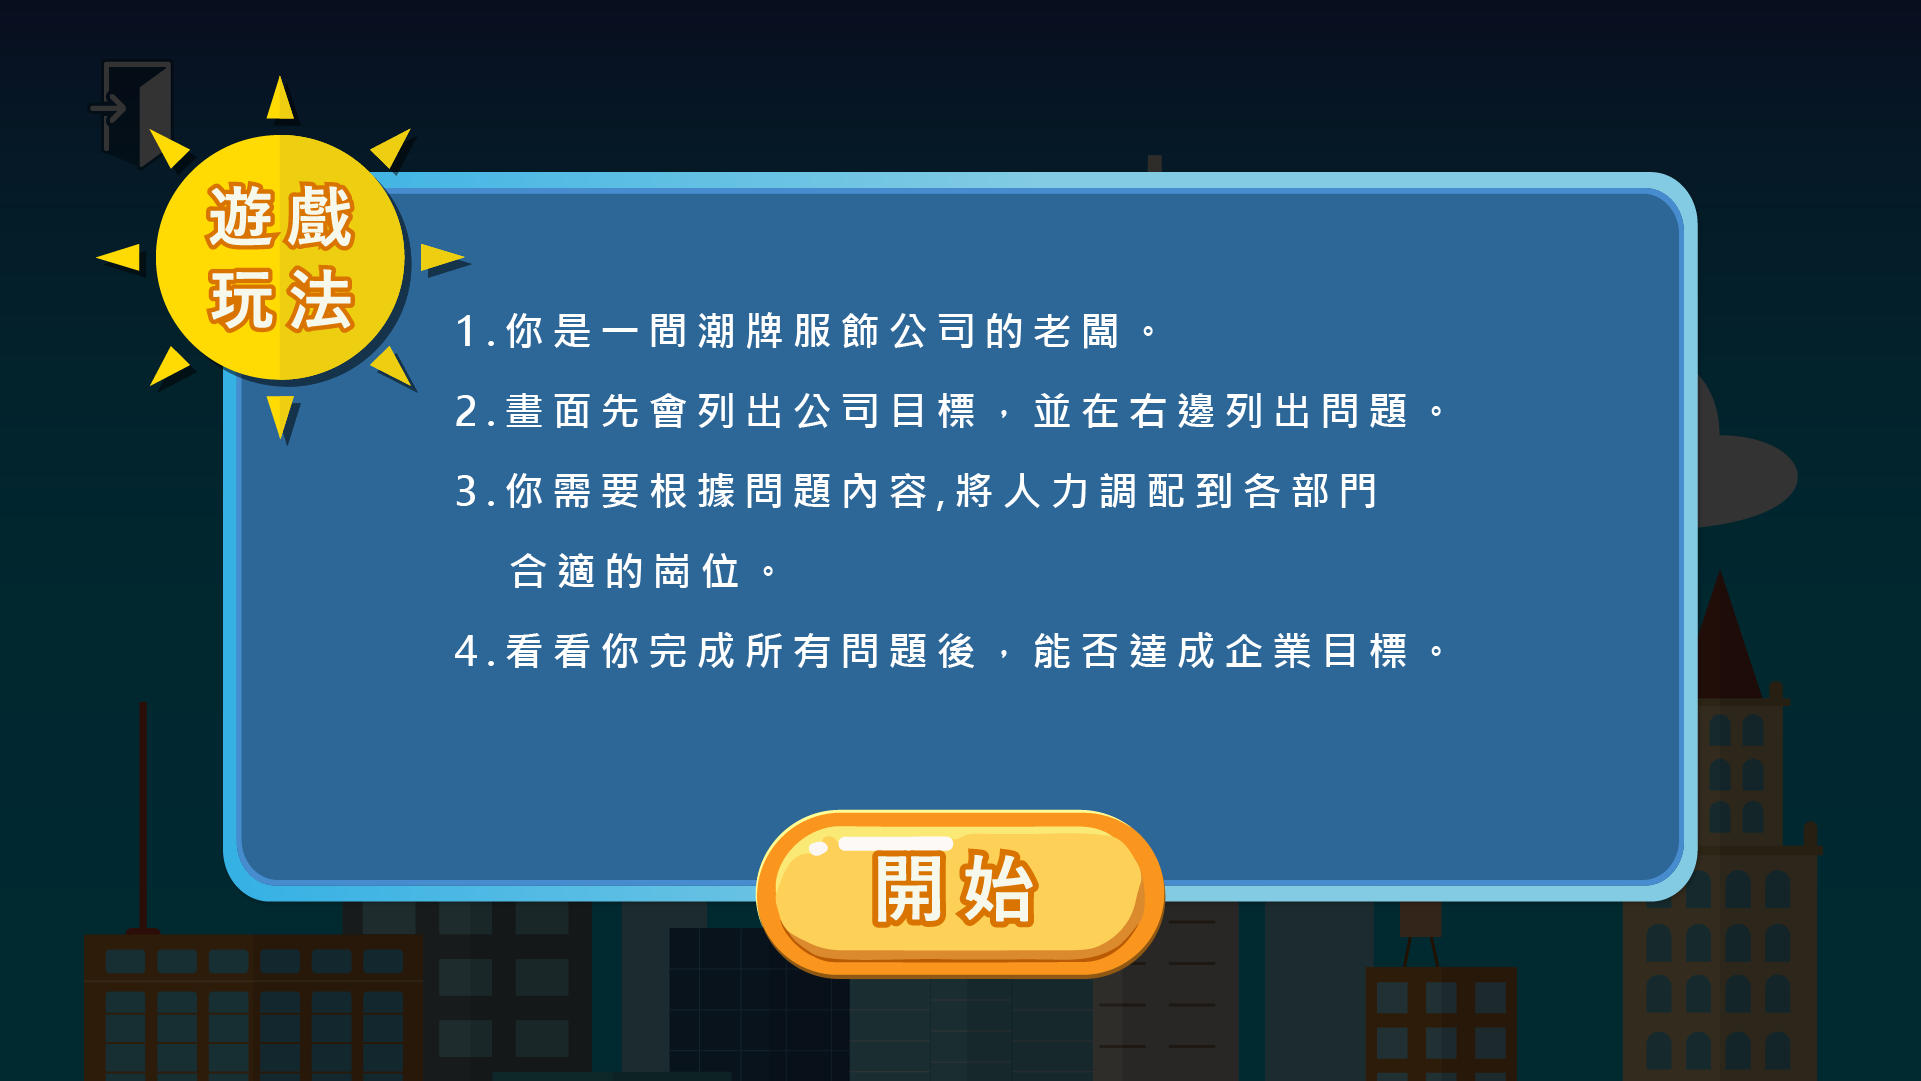 遊戲
玩法
1.你是一間潮牌服飾公司的老闆。
2.畫面先會列出公司目標，並在右邊列出問題。
3.你需要根據問題內容,將人力調配到各部門
合適的崗位。
4.看看你完成所有問題後，能否達成企業目標。
開始